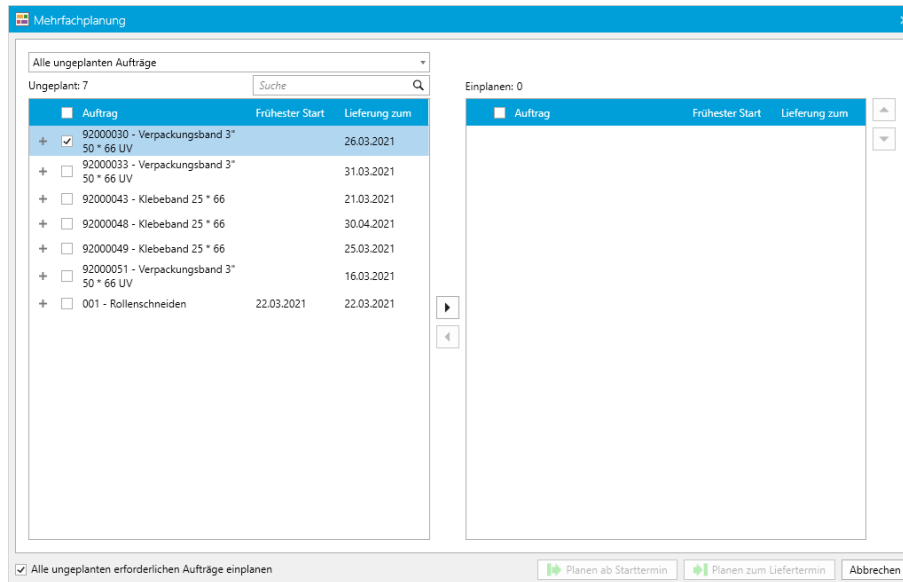 Mehrfachplanung
Alle ungeplanten Aufträge
Ungeplant: 7
Suche
Einplanen: 0
Auftrag Frühester Start Lieferung zum
Auftrag Frühester Start Lieferung zum
92000030 - Verpackungsband 3"
50 * 66 UV
26.03.2021
92000033 - Verpackungsband 3"
50 * 66 UV
31.03.2021
92000043 - Klebeband 25 * 66 21.03.2021
92000048 - Klebeband 25 * 66 30.04.2021
92000049 - Klebeband 25 * 66 25.03.2021
92000051 - Verpackungsband 3"
50 * 66 UV
16.03.2021
001 - Rollenschneiden 22.03.2021 22.03.2021
Alle ungeplanten erforderlichen Aufträge einplanen
Planen ab Starttermin
Planen zum Liefertermin
Abbrechen